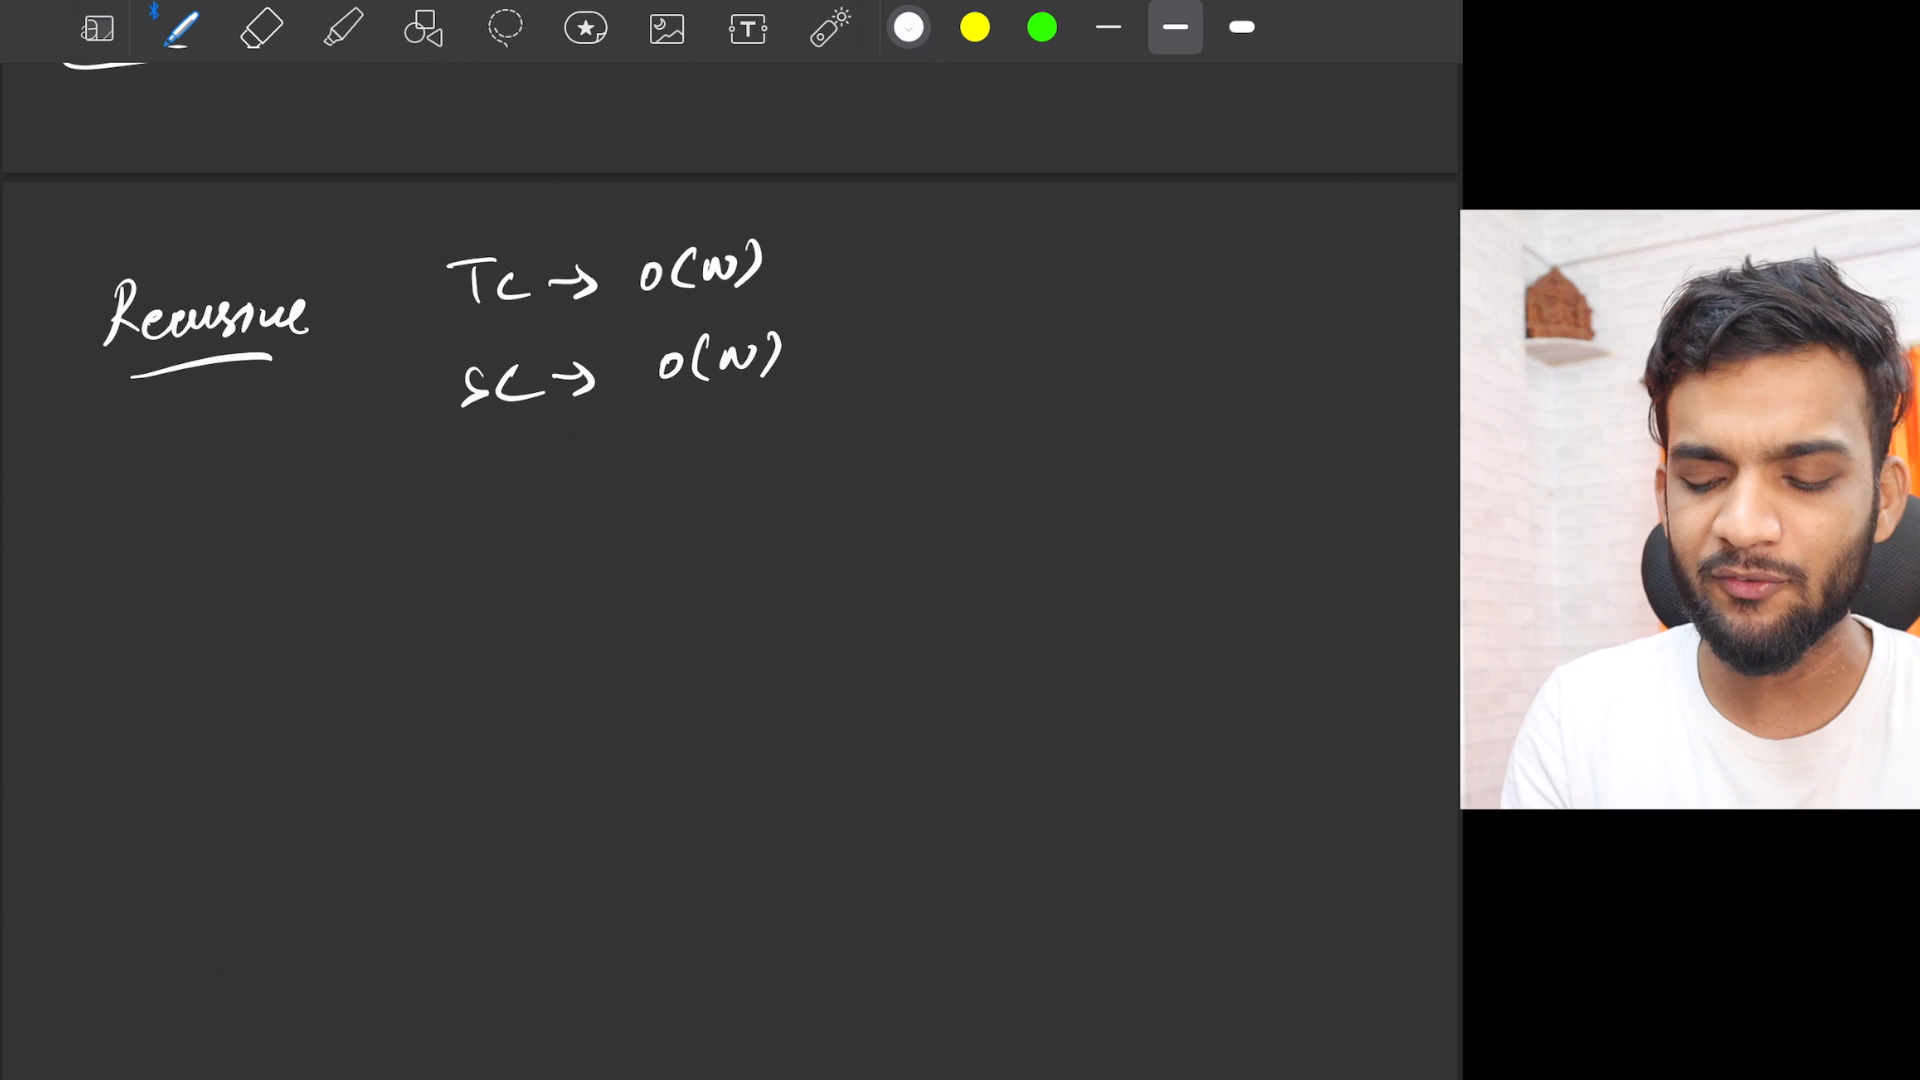 TC → O(N)
Recursive
SC → O(N)